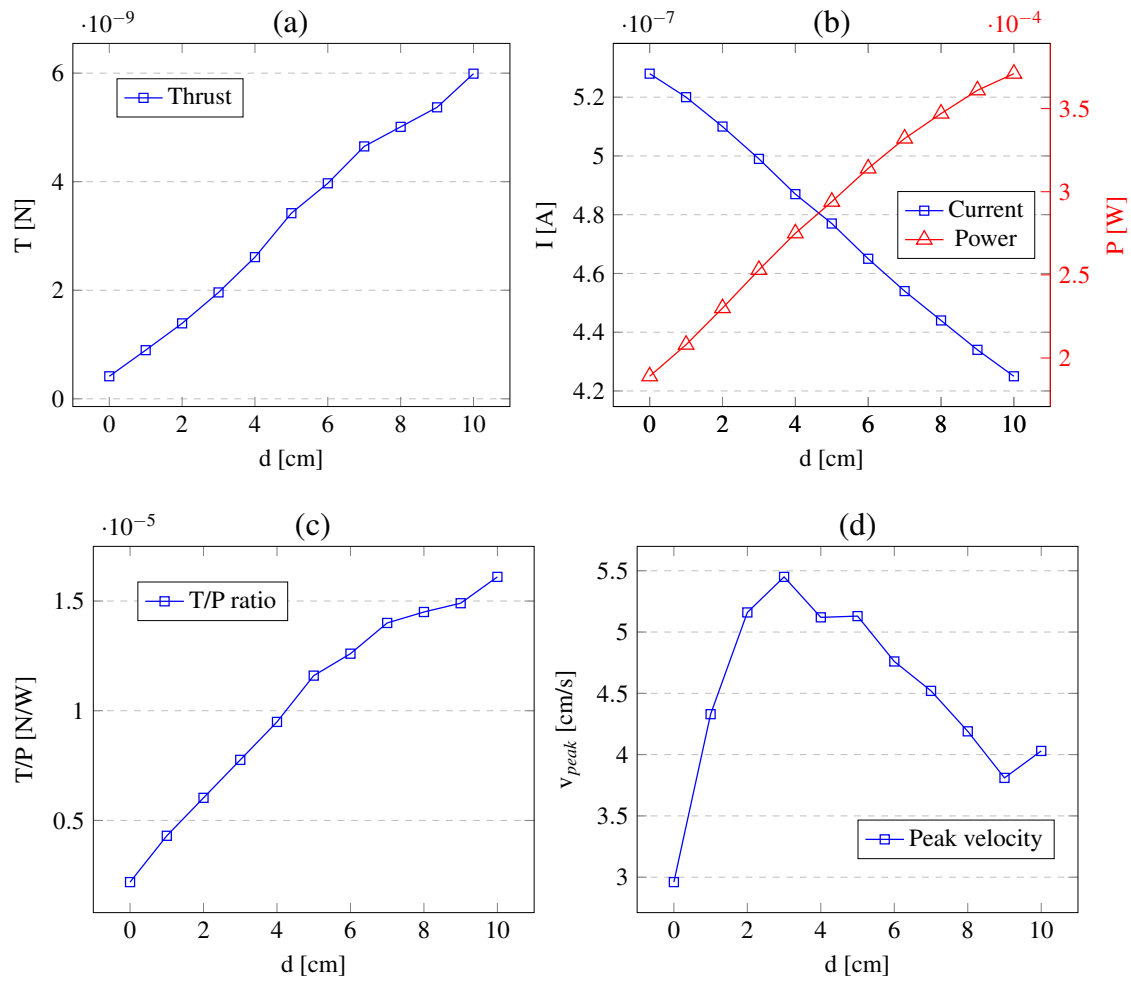 ·10⁻⁹
(a)
6
4
2
0
T [N]
Thrust
0 2 4 6 8 10
d [cm]
·10⁻⁷
(b)
·10⁻⁴
5.2
5
4.8
4.6
4.4
4.2
I [A]
Current
Power
3.5
3
2.5
2
P [W]
0 2 4 6 8 10
d [cm]
·10⁻⁵
(c)
1.5
1
0.5
T/P [N/W]
T/P ratio
0 2 4 6 8 10
d [cm]
(d)
5.5
5
4.5
4
3.5
3
v_peak [cm/s]
Peak velocity
0 2 4 6 8 10
d [cm]